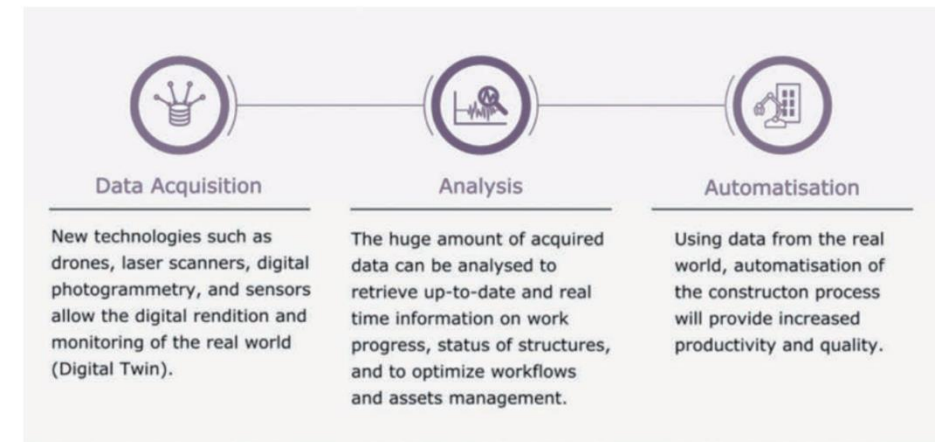 Data Acquisition
New technologies such as
drones, laser scanners, digital
photogrammetry, and sensors
allow the digital rendition and
monitoring of the real world
(Digital Twin).
Analysis
The huge amount of acquired
data can be analysed to
retrieve up-to-date and real
time information on work
progress, status of structures,
and to optimize workflows
and assets management.
Automatisation
Using data from the real
world, automatisation of
the constructon process
will provide increased
productivity and quality.